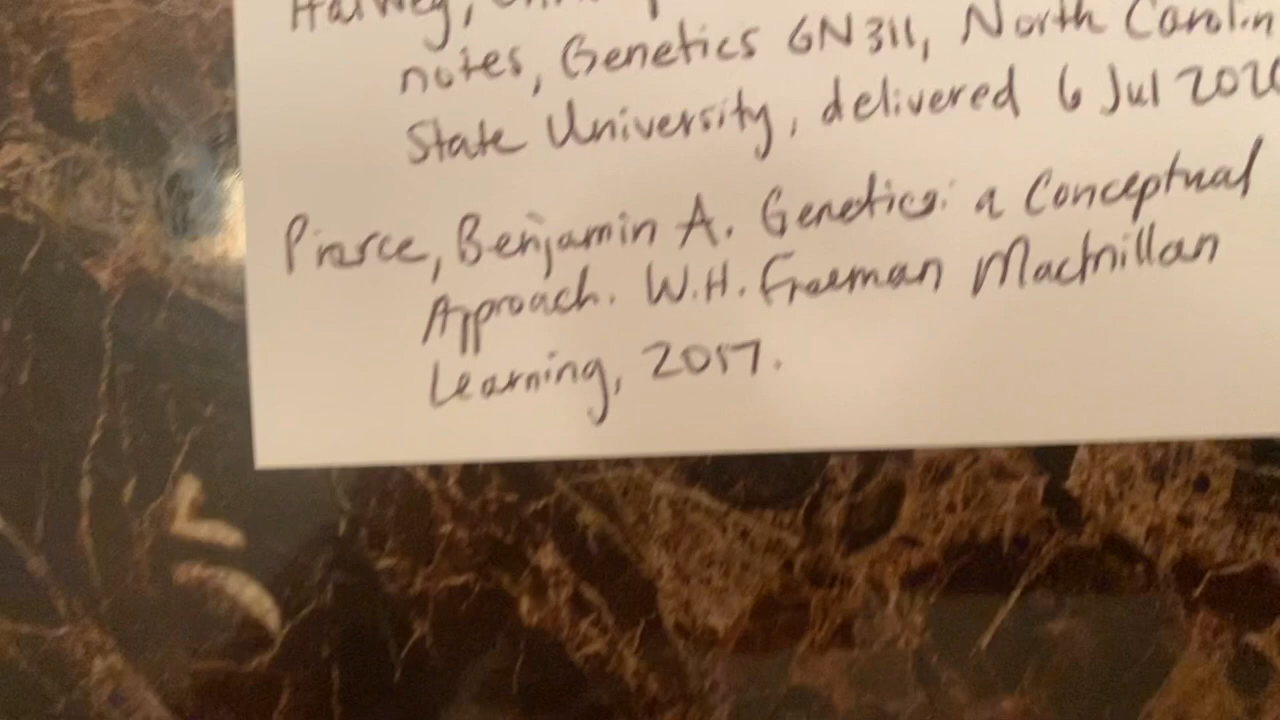 notes, Genetics GN311, North Carolin
State University, delivered 6 Jul 2020
Pierce, Benjamin A. Genetics: a Conceptual
Approach. W.H. Freeman Macmillan
Learning, 2017.